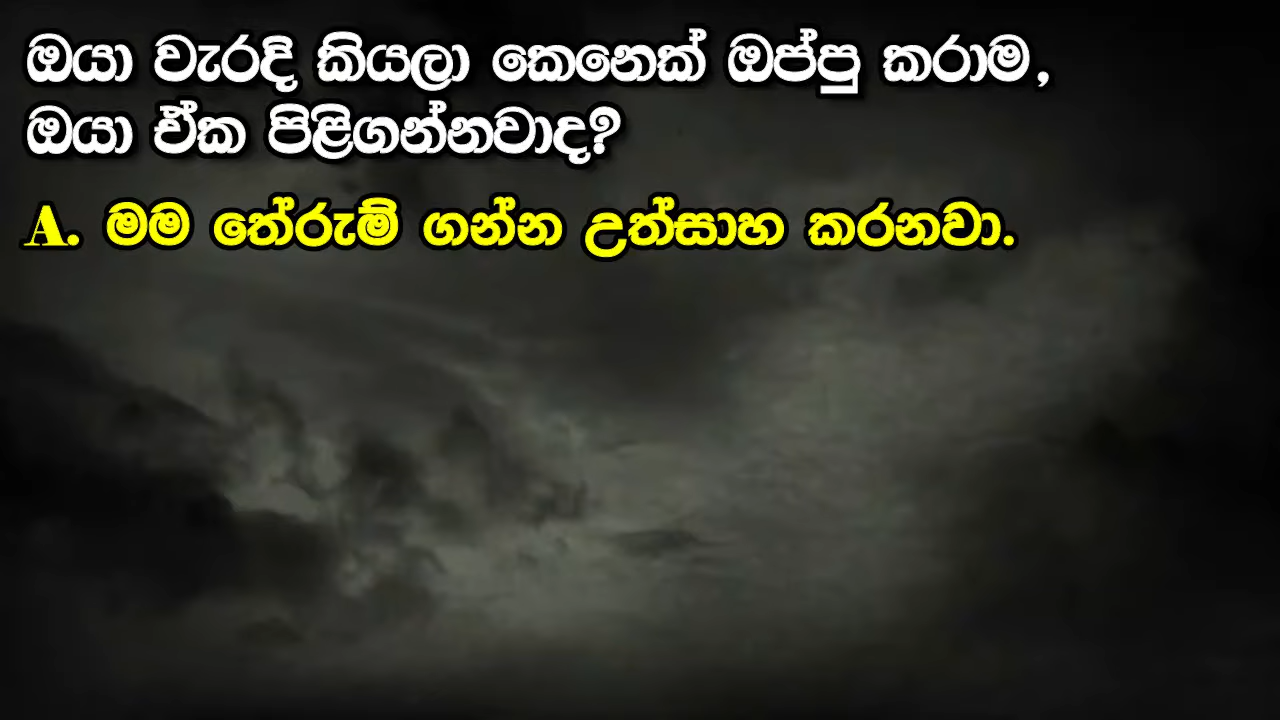 ඔයා වැරදි කියලා කෙනෙක් ඔප්පු කරාම,
ඔයා ඒක පිළිගන්නවාද?
A. මම තේරුම් ගන්න උත්සාහ කරනවා.